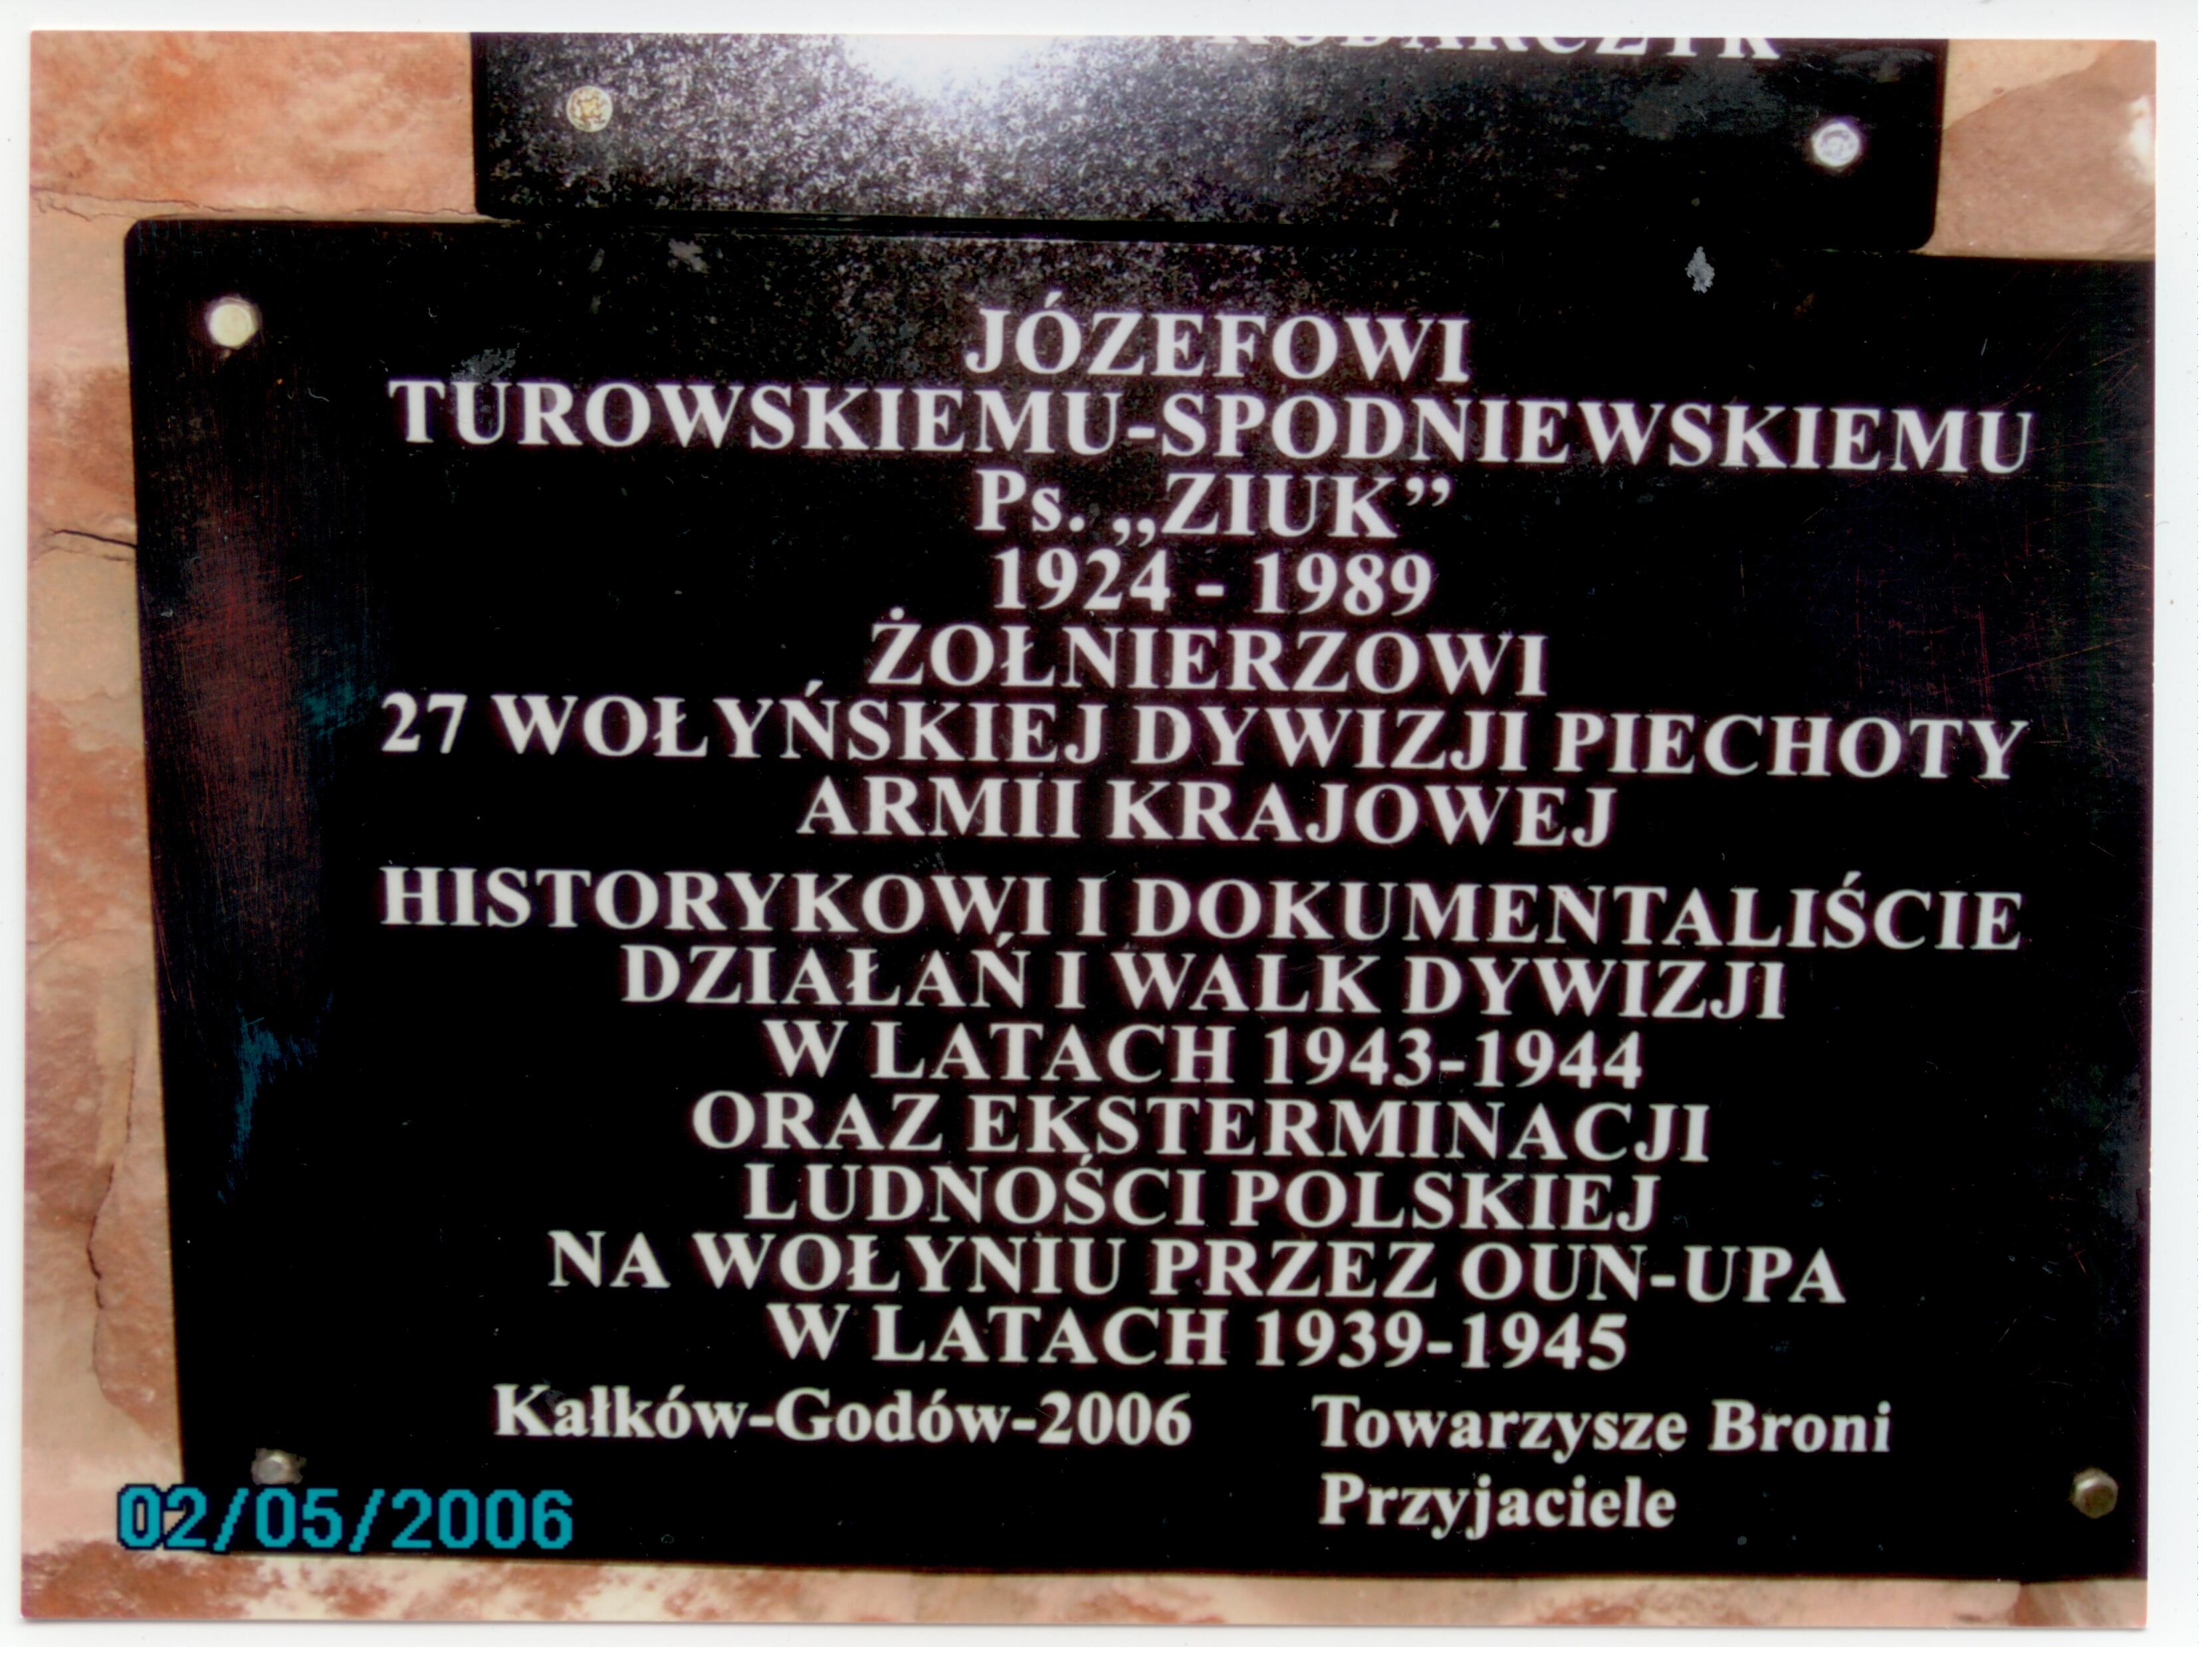 JÓZEFOWI
TUROWSKIEMU-SPODNIEWSKIEMU
Ps. „ZIUK”
1924 - 1989
ŻOŁNIERZOWI
27 WOŁYŃSKIEJ DYWIZJI PIECHOTY
ARMII KRAJOWEJ
HISTORYKOWI I DOKUMENTALIŚCIE
DZIAŁAŃ I WALK DYWIZJI
W LATACH 1943-1944
ORAZ EKSTERMINACJI
LUDNOŚCI POLSKIEJ
NA WOŁYNIU PRZEZ OUN-UPA
W LATACH 1939-1945
Kałków-Godów-2006 Towarzysze Broni
Przyjaciele
02/05/2006